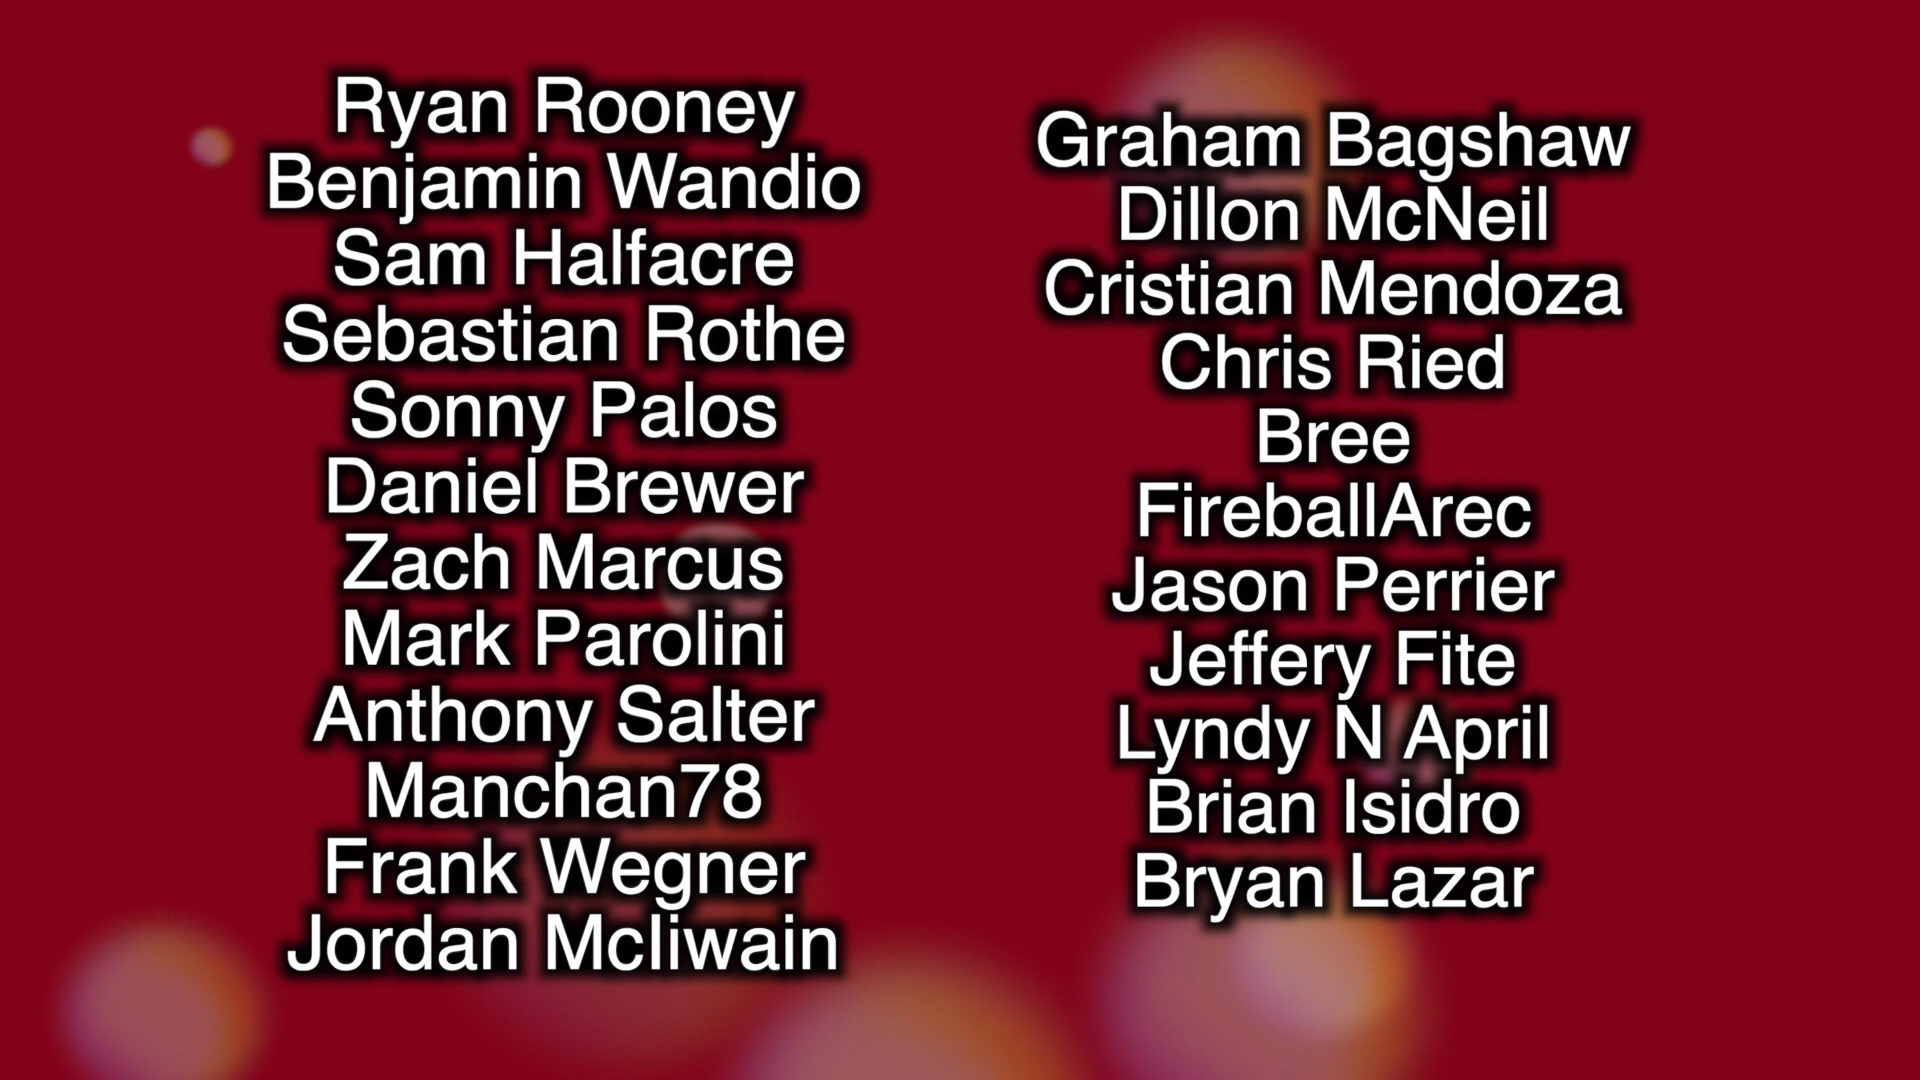 Ryan Rooney
Benjamin Wandio
Sam Halfacre
Sebastian Rothe
Sonny Palos
Daniel Brewer
Zach Marcus
Mark Parolini
Anthony Salter
Manchan78
Frank Wegner
Jordan Mcliwain
Graham Bagshaw
Dillon McNeil
Cristian Mendoza
Chris Ried
Bree
FireballArec
Jason Perrier
Jeffery Fite
Lyndy N April
Brian Isidro
Bryan Lazar